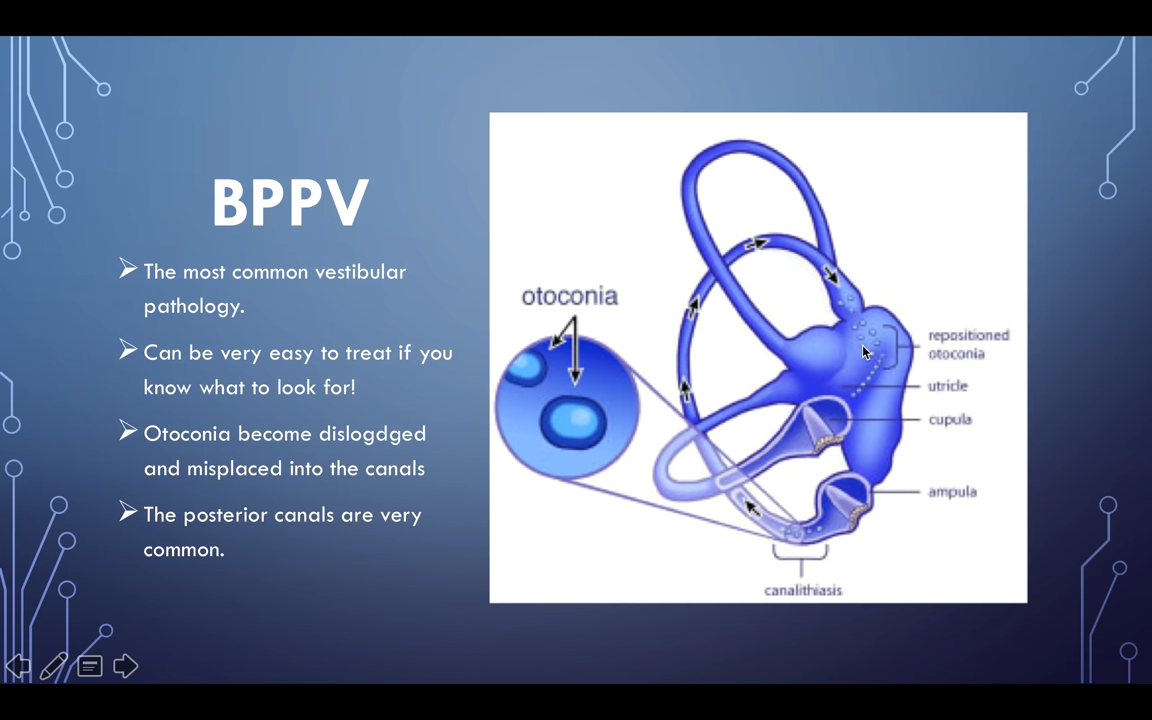 BPPV
The most common vestibular
pathology.
Can be very easy to treat if you
know what to look for!
Otoconia become dislogdged
and misplaced into the canals
The posterior canals are very
common.
otoconia
repositioned
otoconia
utricle
cupula
ampula
canalithiasis